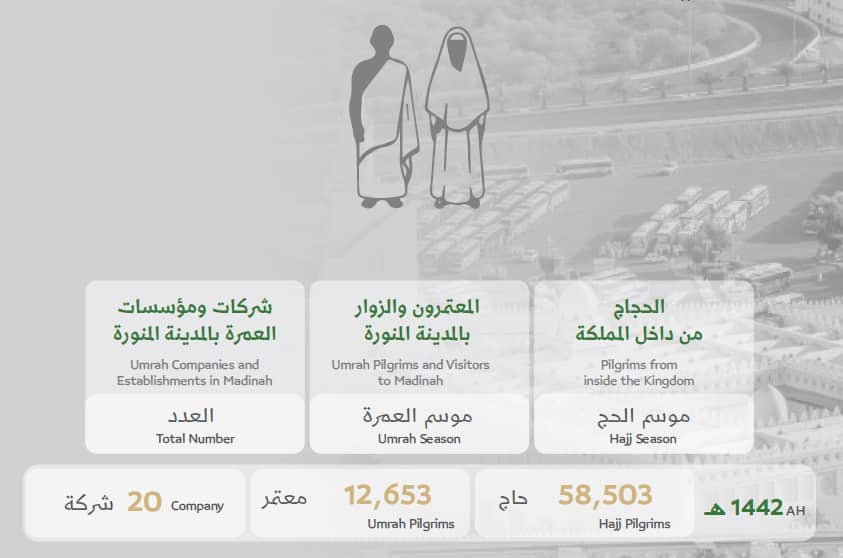 الحجاج
من داخل المملكة
Pilgrims from
inside the Kingdom
موسم الحج
Hajj Season
المعتمرون والزوار
بالمدينة المنورة
Umrah Pilgrims and Visitors
to Madinah
موسم العمرة
Umrah Season
شركات ومؤسسات
العمرة بالمدينة المنورة
Umrah Companies and
Establishments in Madinah
العدد
Total Number
1442 هـ AH
58,503 حاج
Hajj Pilgrims
12,653 معتمر
Umrah Pilgrims
شركة 20 Company